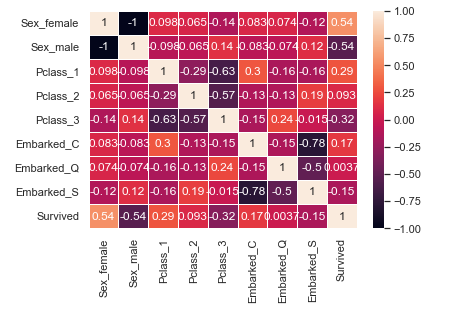 Sex_female 1 -1 0.098 0.065 -0.14 0.083 0.074 -0.12 0.54
Sex_male -1 1 -0.098 -0.065 0.14 -0.083 -0.074 0.12 -0.54
Pclass_1 0.098 -0.098 1 -0.29 -0.63 0.3 -0.16 -0.16 0.29
Pclass_2 0.065 -0.065 -0.29 1 -0.57 -0.13 -0.13 0.19 0.093
Pclass_3 -0.14 0.14 -0.63 -0.57 1 -0.15 0.24 -0.015 -0.32
Embarked_C 0.083 -0.083 0.3 -0.13 -0.15 1 -0.15 -0.78 0.17
Embarked_Q 0.074 -0.074 -0.16 -0.13 0.24 -0.15 1 -0.5 0.0037
Embarked_S -0.12 0.12 -0.16 0.19 -0.015 -0.78 -0.5 1 -0.15
Survived 0.54 -0.54 0.29 0.093 -0.32 0.17 0.0037 -0.15 1
Sex_female
Sex_male
Pclass_1
Pclass_2
Pclass_3
Embarked_C
Embarked_Q
Embarked_S
Survived
1.00
0.75
0.50
0.25
0.00
−0.25
−0.50
−0.75
−1.00